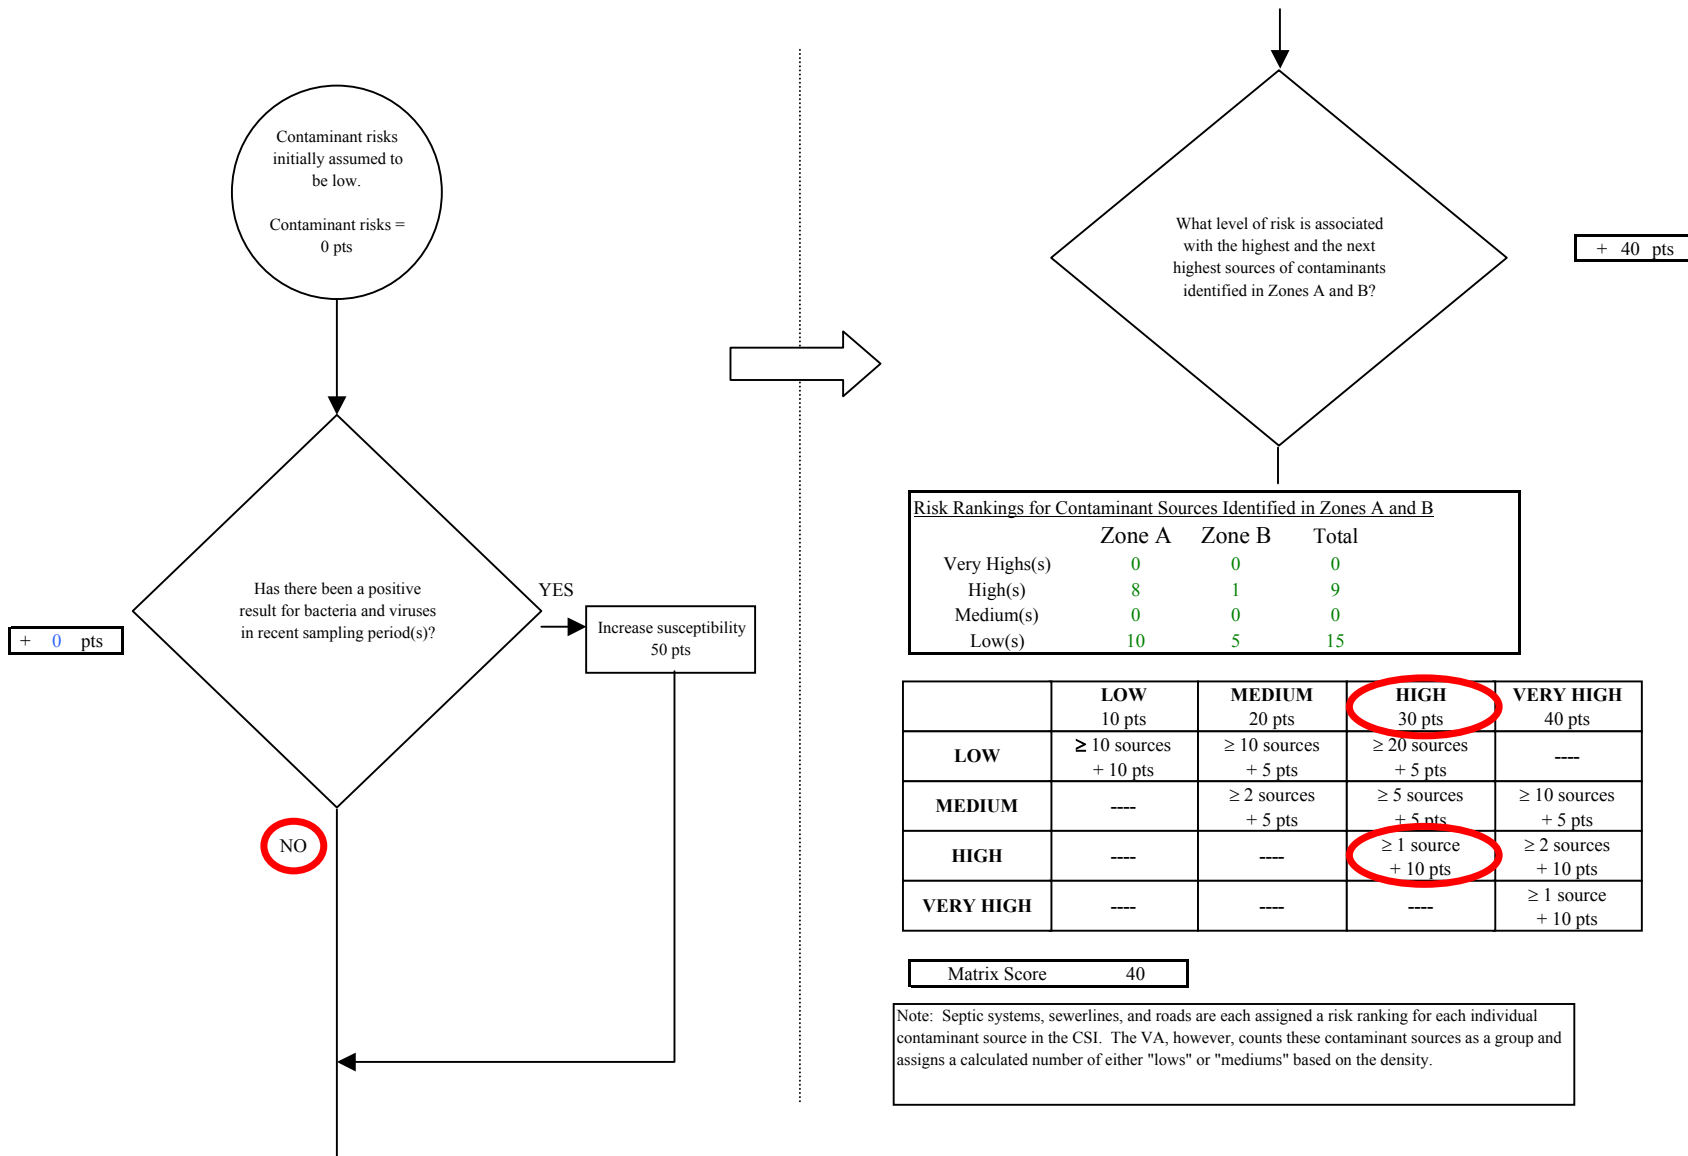 Contaminant risks
initially assumed to
be low.
Contaminant risks =
0 pts
Has there been a positive
result for bacteria and viruses
in recent sampling period(s)?
+ 0 pts
YES
Increase susceptibility
50 pts
NO
What level of risk is associated
with the highest and the next
highest sources of contaminants
identified in Zones A and B?
+ 40 pts
Risk Rankings for Contaminant Sources Identified in Zones A and B
Zone A Zone B Total
Very Highs(s) 0 0 0
High(s) 8 1 9
Medium(s) 0 0 0
Low(s) 10 5 15
LOW MEDIUM HIGH VERY HIGH
10 pts 20 pts 30 pts 40 pts
LOW ≥ 10 sources ≥ 10 sources ≥ 20 sources ----
+ 10 pts + 5 pts + 5 pts
MEDIUM ---- ≥ 2 sources ≥ 5 sources ≥ 10 sources
+ 5 pts + 5 pts + 5 pts
HIGH ---- ---- ≥ 1 source ≥ 2 sources
+ 10 pts + 10 pts
VERY HIGH ---- ---- ---- ≥ 1 source
+ 10 pts
Matrix Score 40
Note: Septic systems, sewerlines, and roads are each assigned a risk ranking for each individual
contaminant source in the CSI. The VA, however, counts these contaminant sources as a group and
assigns a calculated number of either "lows" or "mediums" based on the density.